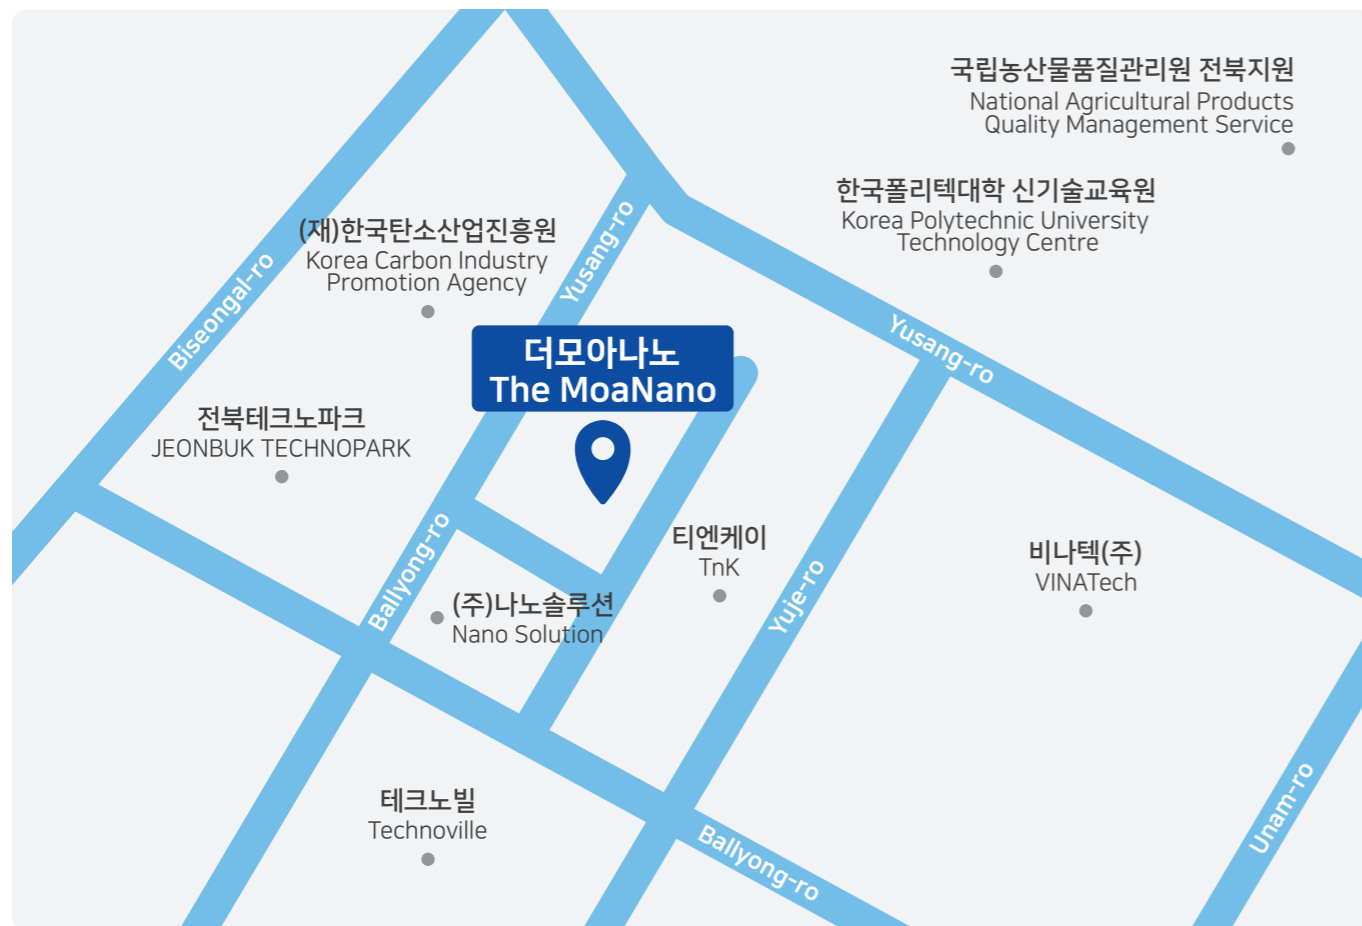 국립농산물품질관리원 전북지원
National Agricultural Products
Quality Management Service
한국폴리텍대학 신기술교육원
Korea Polytechnic University
Technology Centre
(재)한국탄소산업진흥원
Korea Carbon Industry
Promotion Agency
Yusang-ro
Biseongal-ro
Yusang-ro
더모아나노
The MoaNano
전북테크노파크
JEONBUK TECHNOPARK
Ballyong-ro
티엔케이
TnK
Yuje-ro
비나텍(주)
VINATech
(주)나노솔루션
Nano Solution
테크노빌
Technoville
Ballyong-ro
Unam-ro